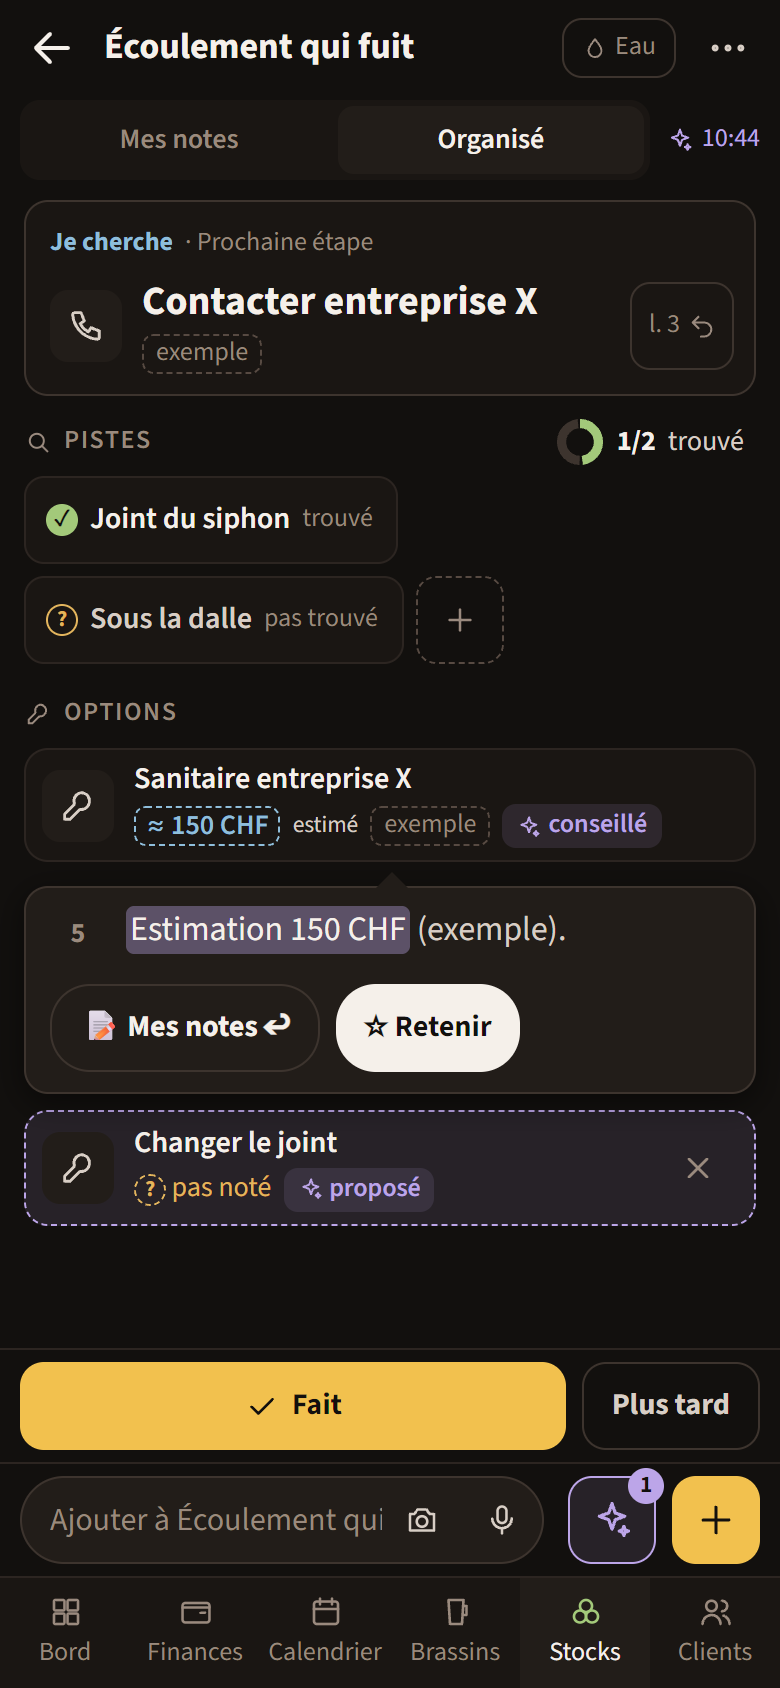 Écoulement qui fuit
Eau
Mes notes
Organisé
10:44
Je cherche · Prochaine étape
Contacter entreprise X
exemple
l. 3
PISTES
1/2 trouvé
Joint du siphon trouvé
? Sous la dalle pas trouvé
OPTIONS
Sanitaire entreprise X
≈ 150 CHF estimé exemple conseillé
5 Estimation 150 CHF (exemple).
Mes notes
Retenir
Changer le joint
? pas noté proposé
Fait
Plus tard
Ajouter à Écoulement qui
1
Bord
Finances
Calendrier
Brassins
Stocks
Clients